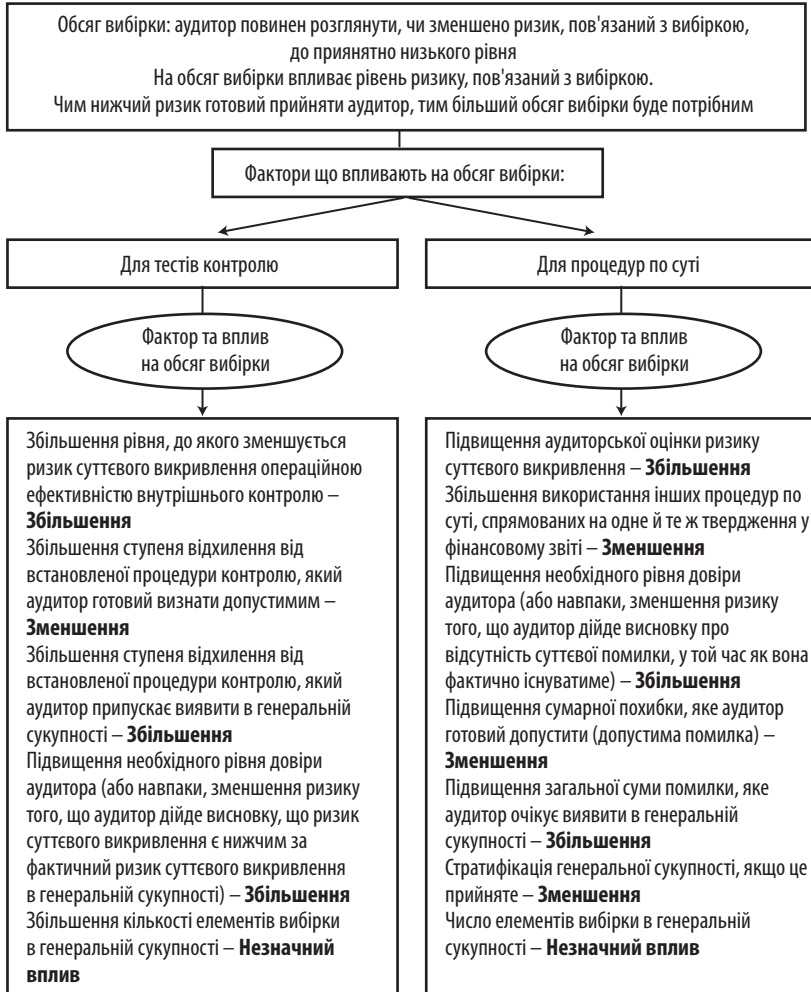 Обсяг вибірки: аудитор повинен розглянути, чи зменшено ризик, пов'язаний з вибіркою,
до приянятно низького рівня
На обсяг вибірки впливає рівень ризику, пов'язаний з вибіркою.
Чим нижчий ризик готовий прийняти аудитор, тим більший обсяг вибірки буде потрібним
Фактори що впливають на обсяг вибірки:
Для тестів контролю
Фактор та вплив
на обсяг вибірки
Збільшення рівня, до якого зменшується
ризик суттєвого викривлення операційною
ефективністю внутрішнього контролю –
Збільшення
Збільшення ступеня відхилення від
встановленої процедури контролю, який
аудитор готовий визнати допустимим –
Зменшення
Збільшення ступеня відхилення від
встановленої процедури контролю, який
аудитор припускає виявити в генеральній
сукупності – Збільшення
Підвищення необхідного рівня довіри
аудитора (або навпаки, зменшення ризику
того, що аудитор дійде висновку, що ризик
суттєвого викривлення є нижчим за
фактичний ризик суттєвого викривлення
в генеральній сукупності) – Збільшення
Збільшення кількості елементів вибірки
в генеральній сукупності – Незначний
вплив
Для процедур по суті
Фактор та вплив
на обсяг вибірки
Підвищення аудиторської оцінки ризику
суттєвого викривлення – Збільшення
Збільшення використання інших процедур по
суті, спрямованих на одне й те ж твердження у
фінансовому звіті – Зменшення
Підвищення необхідного рівня довіри
аудитора (або навпаки, зменшення ризику
того, що аудитор дійде висновку про
відсутність суттєвої помилки, у той час як вона
фактично існуватиме) – Збільшення
Підвищення сумарної похибки, яке аудитор
готовий допустити (допустима помилка) –
Зменшення
Підвищення загальної суми помилки, яке
аудитор очікує виявити в генеральній
сукупності – Збільшення
Стратифікація генеральної сукупності, якщо це
прийняте – Зменшення
Число елементів вибірки в генеральній
сукупності – Незначний вплив